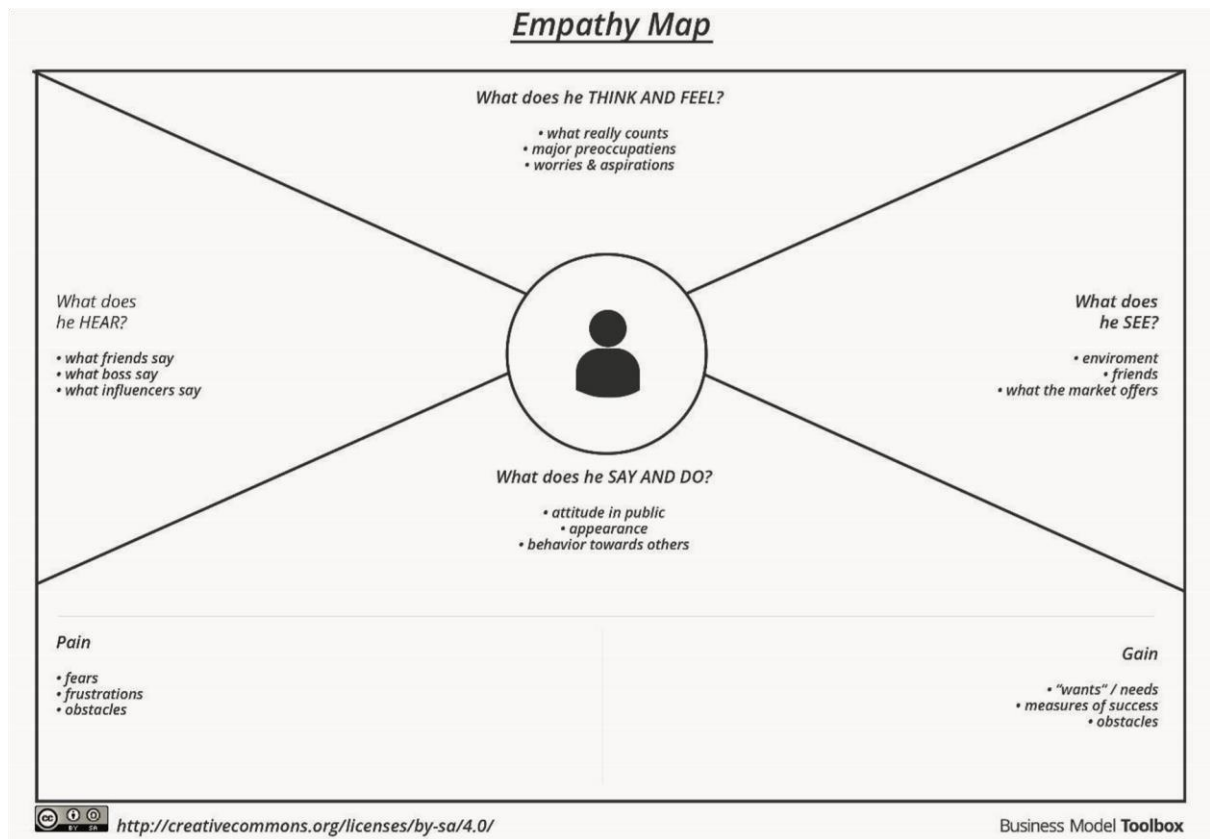 Empathy Map
What does he THINK AND FEEL?
• what really counts
• major preoccupatiens
• worries & aspirations
What does
he HEAR?
• what friends say
• what boss say
• what influencers say
What does
he SEE?
• enviroment
• friends
• what the market offers
What does he SAY AND DO?
• attitude in public
• appearance
• behavior towards others
Pain
• fears
• frustrations
• obstacles
Gain
• “wants” / needs
• measures of success
• obstacles
cc BY SA
http://creativecommons.org/licenses/by-sa/4.0/
Business Model Toolbox